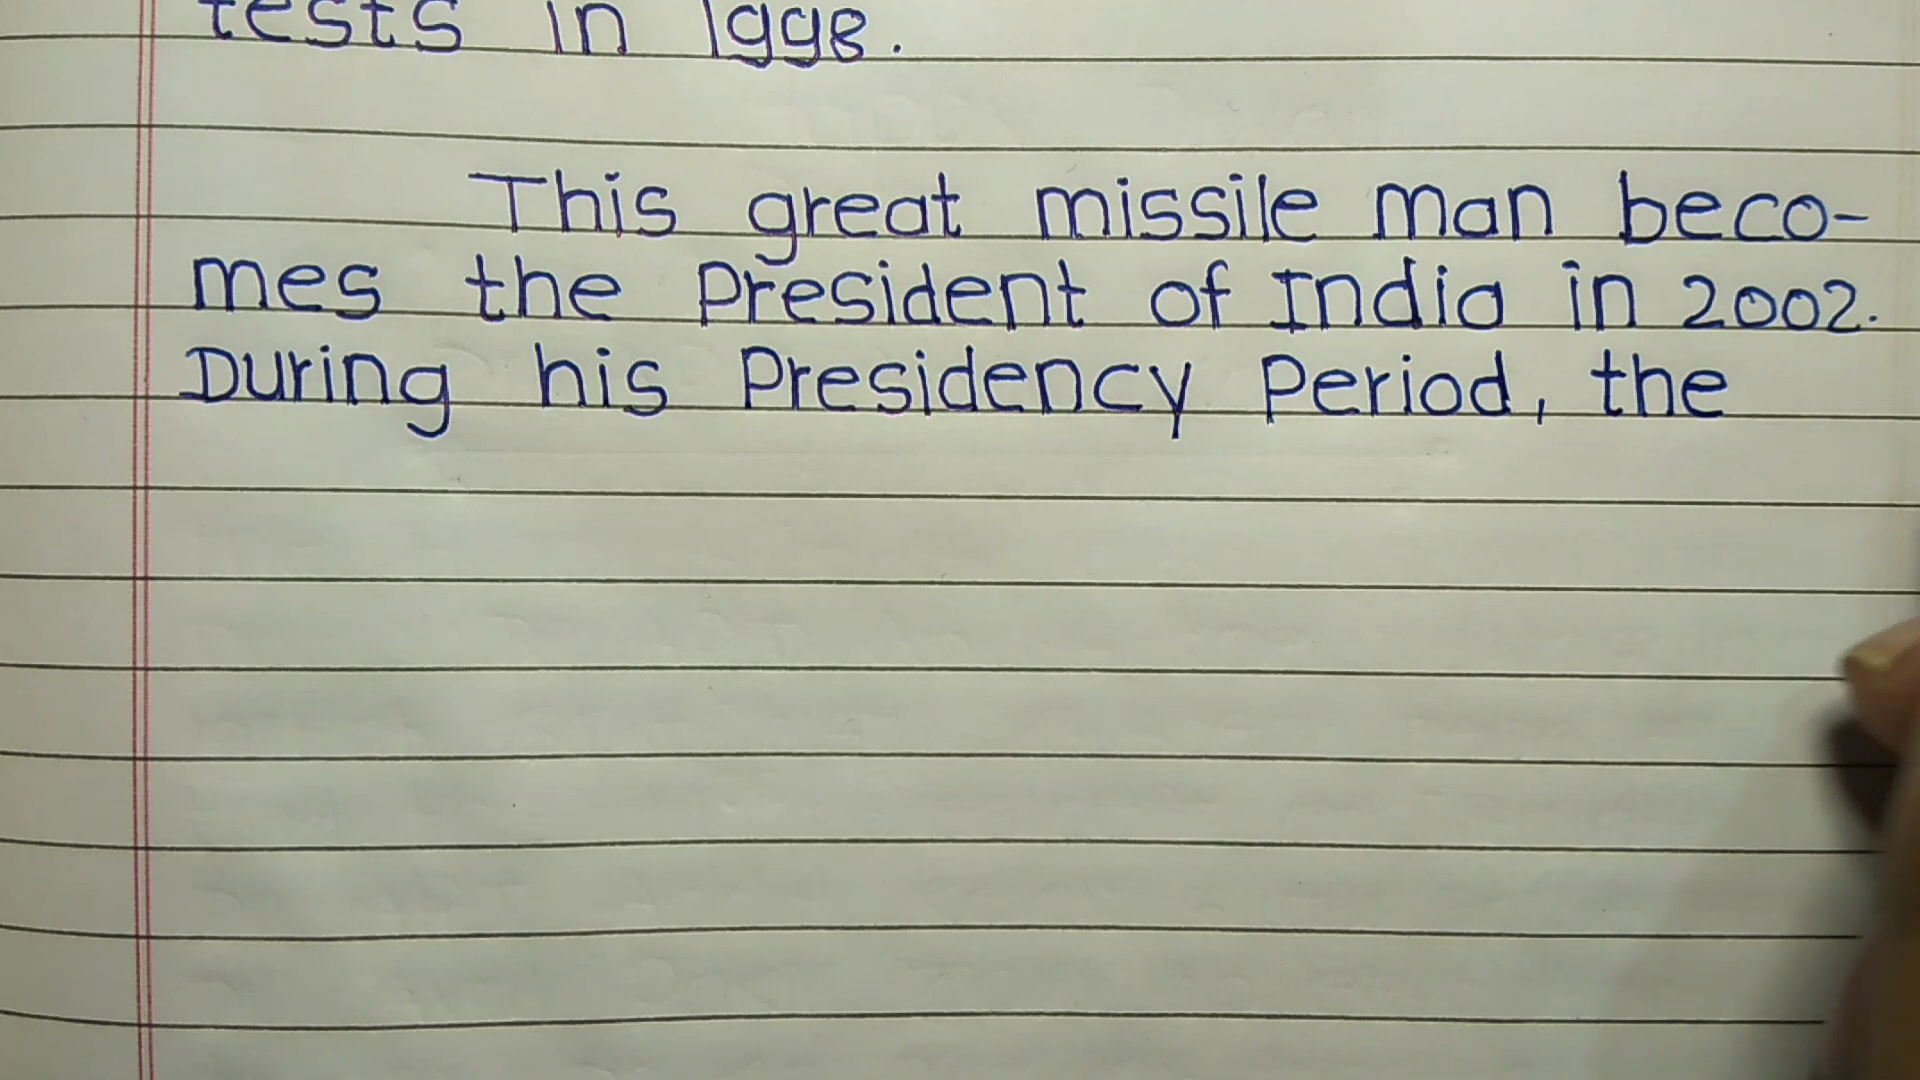 tests in 1998.
This great missile man beco-
mes the President of India in 2002.
During his Presidency Period, the